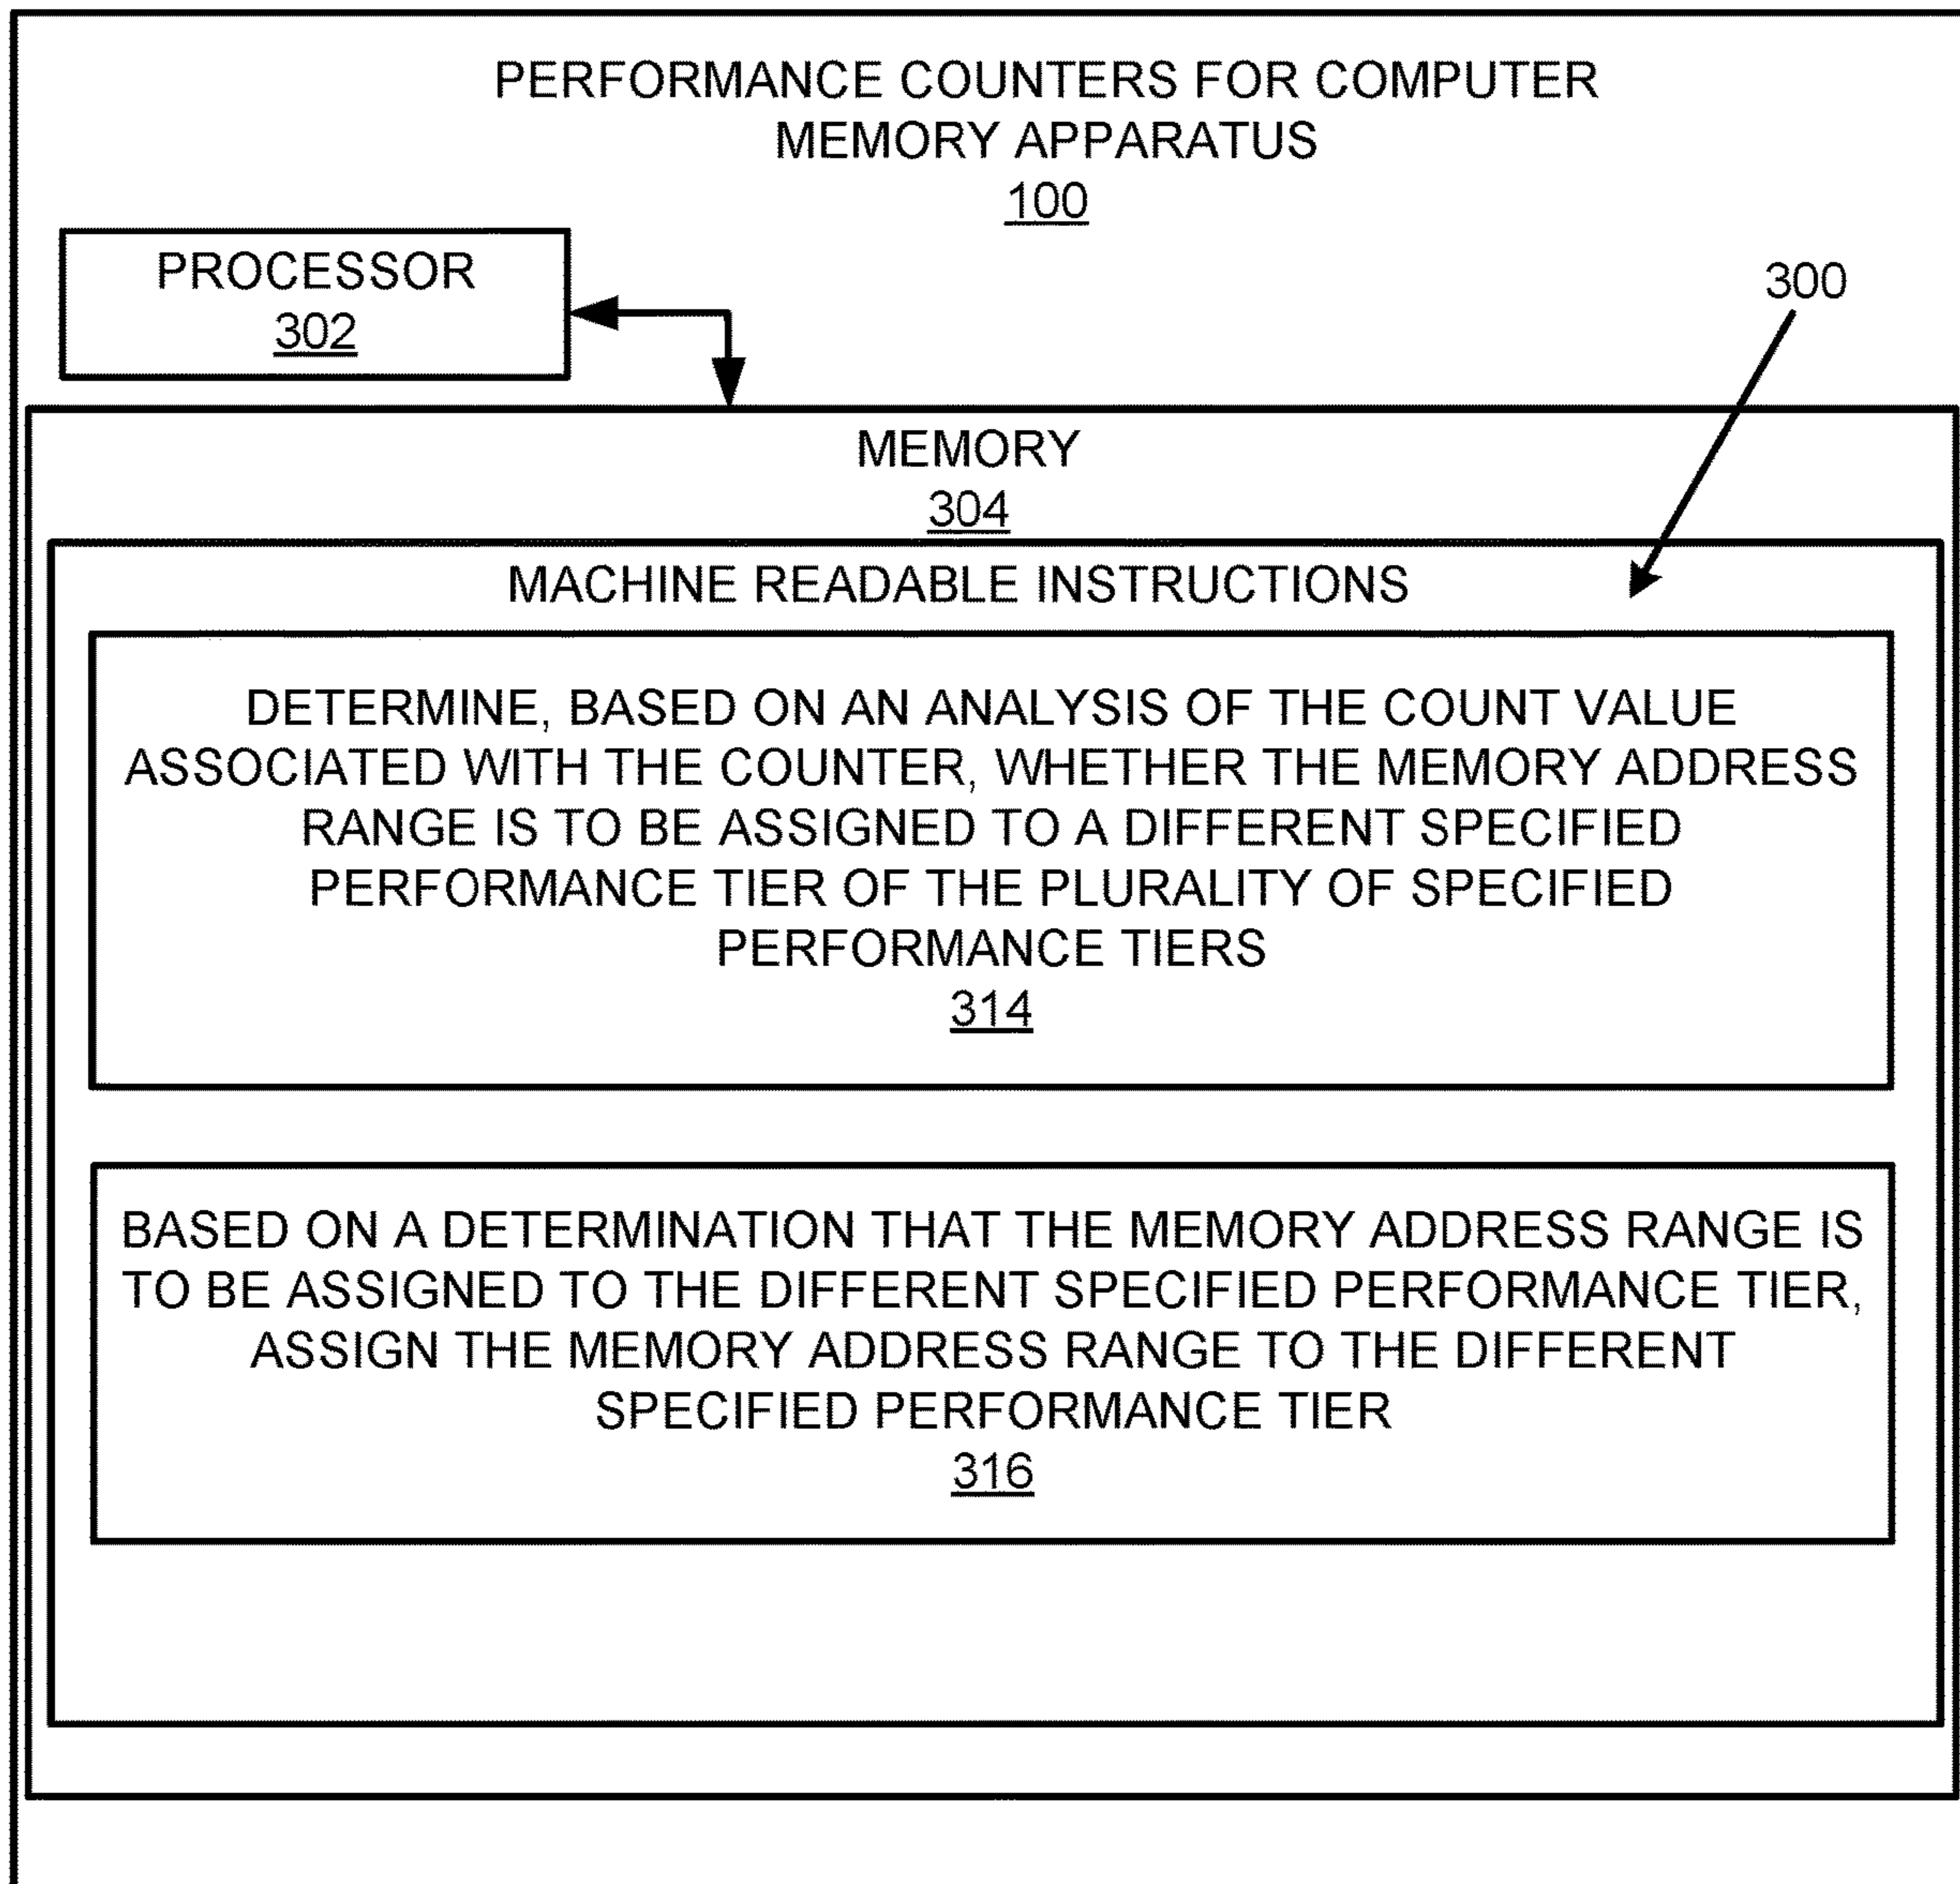 PERFORMANCE COUNTERS FOR COMPUTER
MEMORY APPARATUS
100
PROCESSOR
302
300
MEMORY
304
MACHINE READABLE INSTRUCTIONS
DETERMINE, BASED ON AN ANALYSIS OF THE COUNT VALUE
ASSOCIATED WITH THE COUNTER, WHETHER THE MEMORY ADDRESS
RANGE IS TO BE ASSIGNED TO A DIFFERENT SPECIFIED
PERFORMANCE TIER OF THE PLURALITY OF SPECIFIED
PERFORMANCE TIERS
314
BASED ON A DETERMINATION THAT THE MEMORY ADDRESS RANGE IS
TO BE ASSIGNED TO THE DIFFERENT SPECIFIED PERFORMANCE TIER,
ASSIGN THE MEMORY ADDRESS RANGE TO THE DIFFERENT
SPECIFIED PERFORMANCE TIER
316